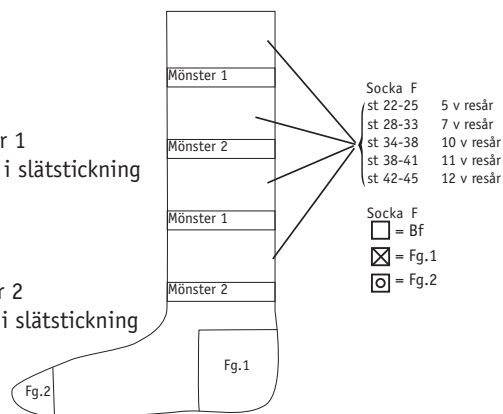 Mönster 1
r 1
i slätstickning
Mönster 2
Mönster 1
r 2
i slätstickning
Mönster 2
Fg.1
Fg.2
Socka F
st 22-25 5 v resår
st 28-33 7 v resår
st 34-38 10 v resår
st 38-41 11 v resår
st 42-45 12 v resår
Socka F
= Bf
= Fg.1
= Fg.2